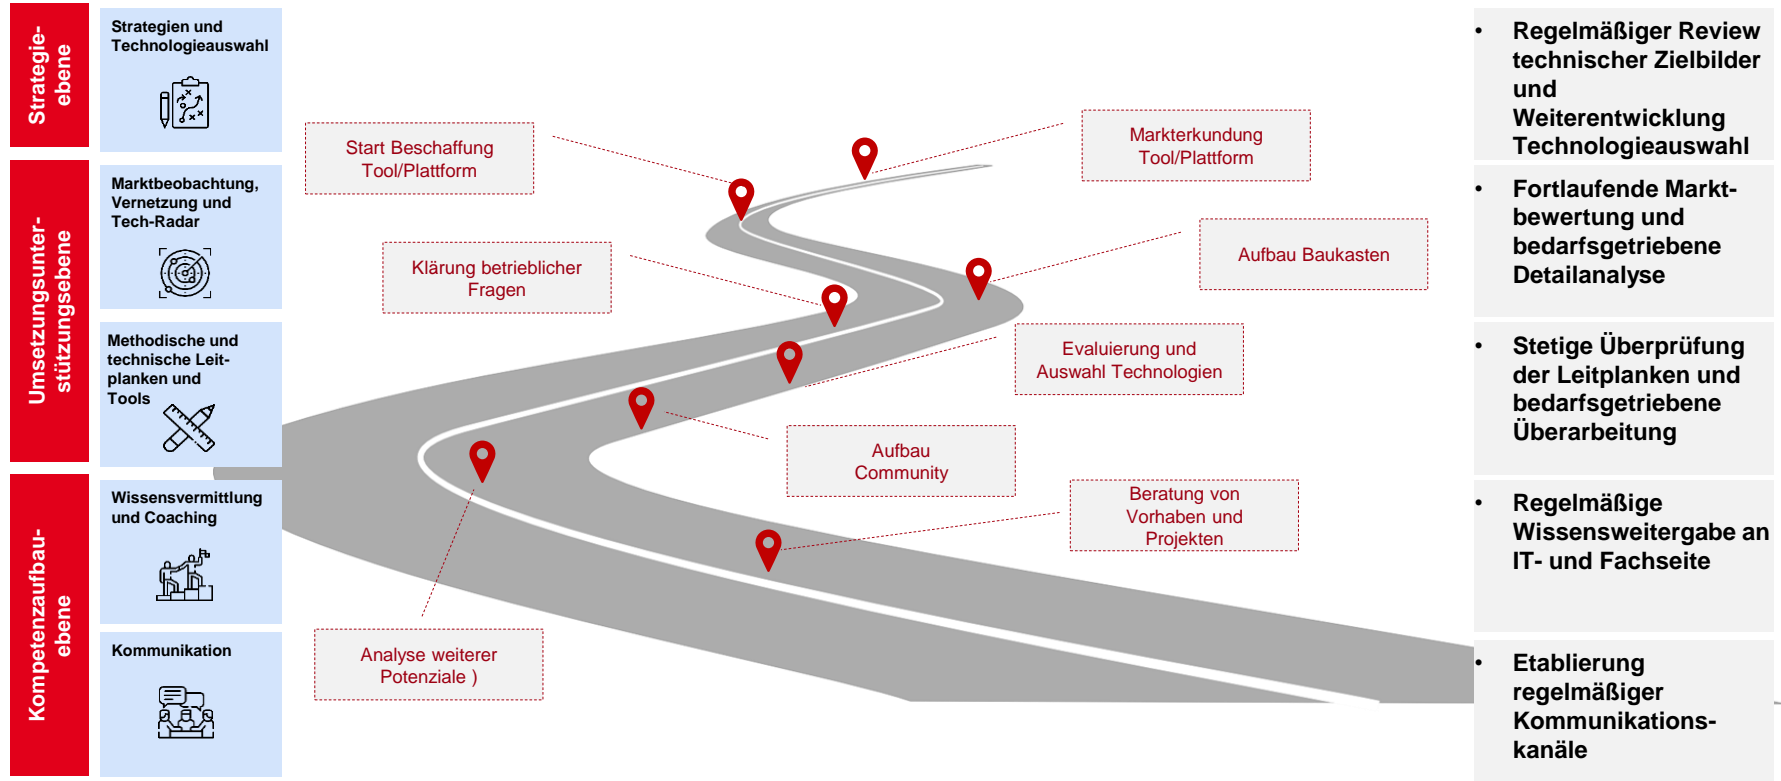 Strategie-
ebene
Strategien und
Technologieauswahl
Umsetzungsunter-
stützungsebene
Marktbeobachtung,
Vernetzung und
Tech-Radar
Methodische und
technische Leit-
planken und
Tools
Kompetenzaufbau-
ebene
Wissensvermittlung
und Coaching
Kommunikation
Start Beschaffung
Tool/Plattform
Markterkundung
Tool/Plattform
Klärung betrieblicher
Fragen
Aufbau Baukasten
Evaluierung und
Auswahl Technologien
Aufbau
Community
Beratung von
Vorhaben und
Projekten
Analyse weiterer
Potenziale )
• Regelmäßiger Review
technischer Zielbilder
und
Weiterentwicklung
Technologieauswahl
• Fortlaufende Markt-
bewertung und
bedarfsgetriebene
Detailanalyse
• Stetige Überprüfung
der Leitplanken und
bedarfsgetriebene
Überarbeitung
• Regelmäßige
Wissensweitergabe an
IT- und Fachseite
• Etablierung
regelmäßiger
Kommunikations-
kanäle